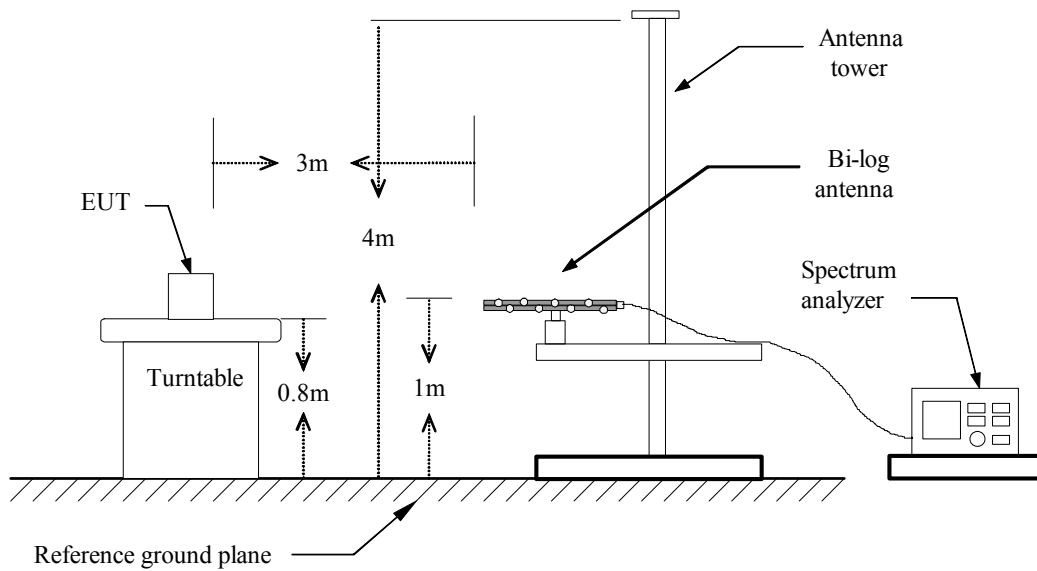 Antenna
tower
3m
Bi-log
antenna
EUT
4m
Spectrum
analyzer
Turntable
0.8m
1m
Reference ground plane